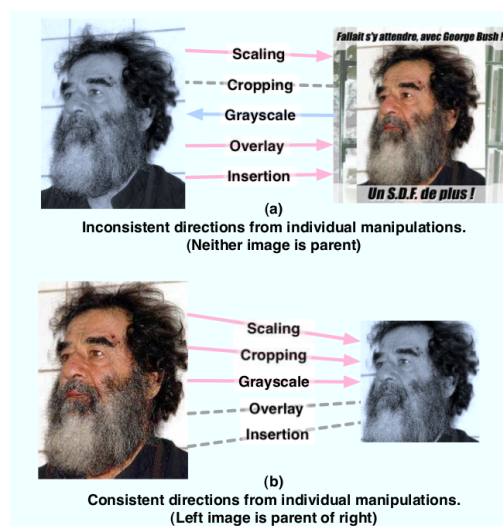 Fallait s'y attendre, avec George Bush !
Scaling
Cropping
Grayscale
Overlay
Insertion
Un S.D.F. de plus !
(a)
Inconsistent directions from individual manipulations.
(Neither image is parent)
Scaling
Cropping
Grayscale
Overlay
Insertion
(b)
Consistent directions from individual manipulations.
(Left image is parent of right)